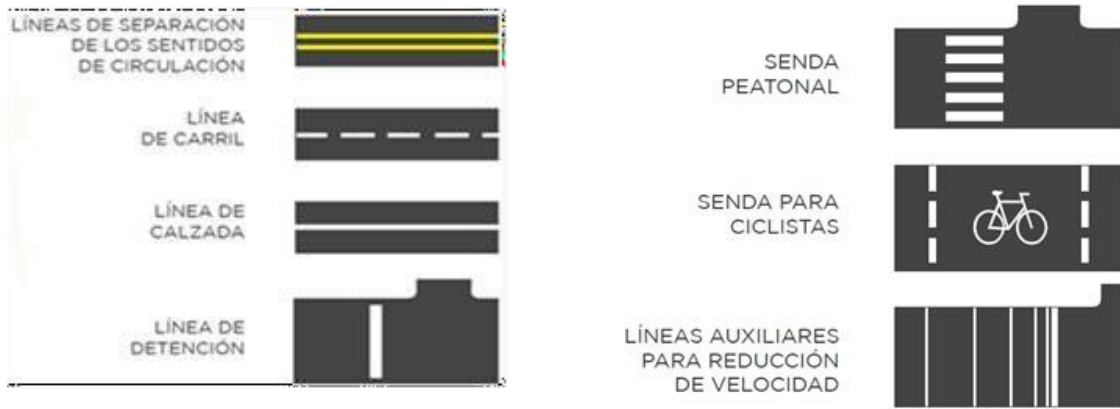 LÍNEAS DE SEPARACIÓN
DE LOS SENTIDOS
DE CIRCULACIÓN
LÍNEA
DE CARRIL
LÍNEA DE
CALZADA
LÍNEA DE
DETENCIÓN
SENDA
PEATONAL
SENDA PARA
CICLISTAS
LÍNEAS AUXILIARES
PARA REDUCCIÓN
DE VELOCIDAD